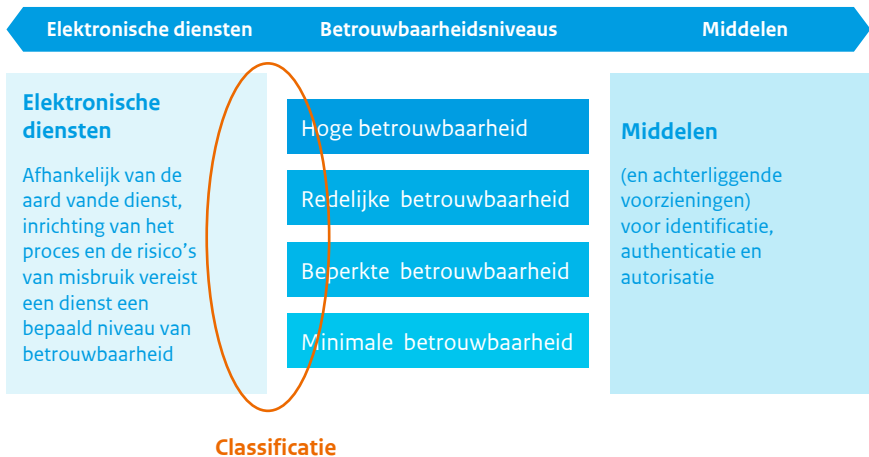 Elektronische diensten
Betrouwbaarheidsniveaus
Middelen
Elektronische
diensten
Afhankelijk van de
aard vande dienst,
inrichting van het
proces en de risico’s
van misbruik vereist
een dienst een
bepaald niveau van
betrouwbaarheid
Hoge betrouwbaarheid
Redelijke betrouwbaarheid
Beperkte betrouwbaarheid
Minimale betrouwbaarheid
Middelen
(en achterliggende
voorzieningen)
voor identificatie,
authenticatie en
autorisatie
Classificatie